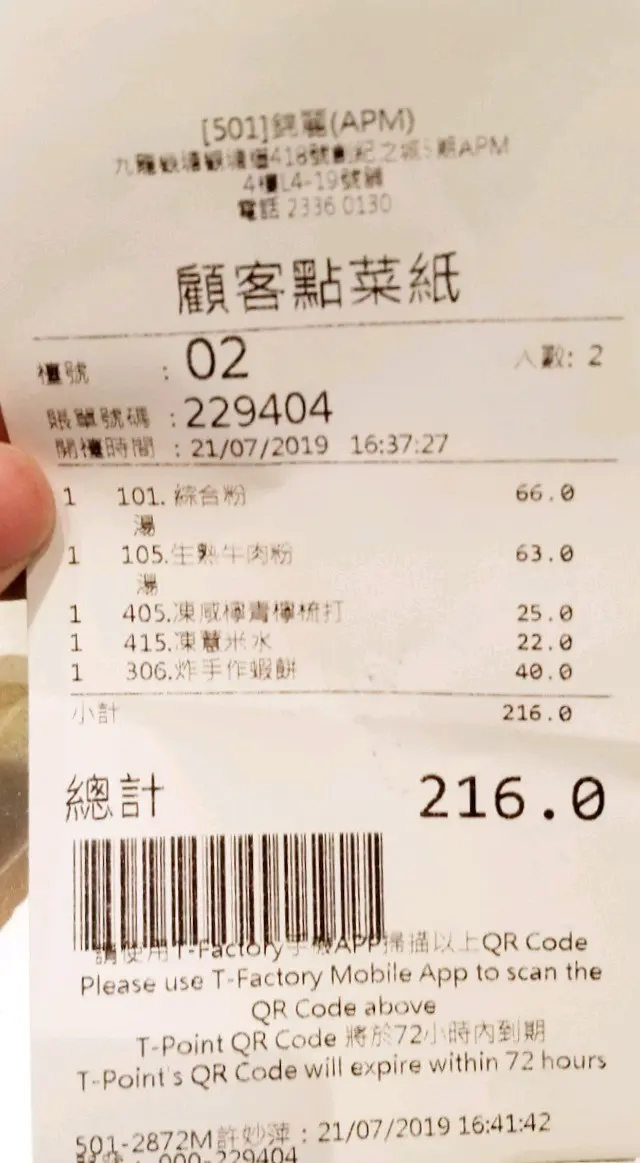 [501]錦麗(APM)
九龍觀塘觀塘道418號創紀之城5期APM
4樓L4-19號鋪
電話 2336 0130
顧客點菜紙
檯號 : 02 人數: 2
賬單號碼 : 229404
開檯時間 : 21/07/2019 16:37:27
1 101.綜合粉 66.0
湯
1 105.生熟牛肉粉 63.0
湯
1 405.凍咸檸青檸梳打 25.0
1 415.凍薏米水 22.0
1 306.炸手作蝦餅 40.0
小計 216.0
總計 216.0
請使用T-Factory手機APP掃描以上QR Code
Please use T-Factory Mobile App to scan the
QR Code above
T-Point QR Code 將於72小時內到期
T-Point's QR Code will expire within 72 hours
501-2872M許妙萍 : 21/07/2019 16:41:42
: 000-229404